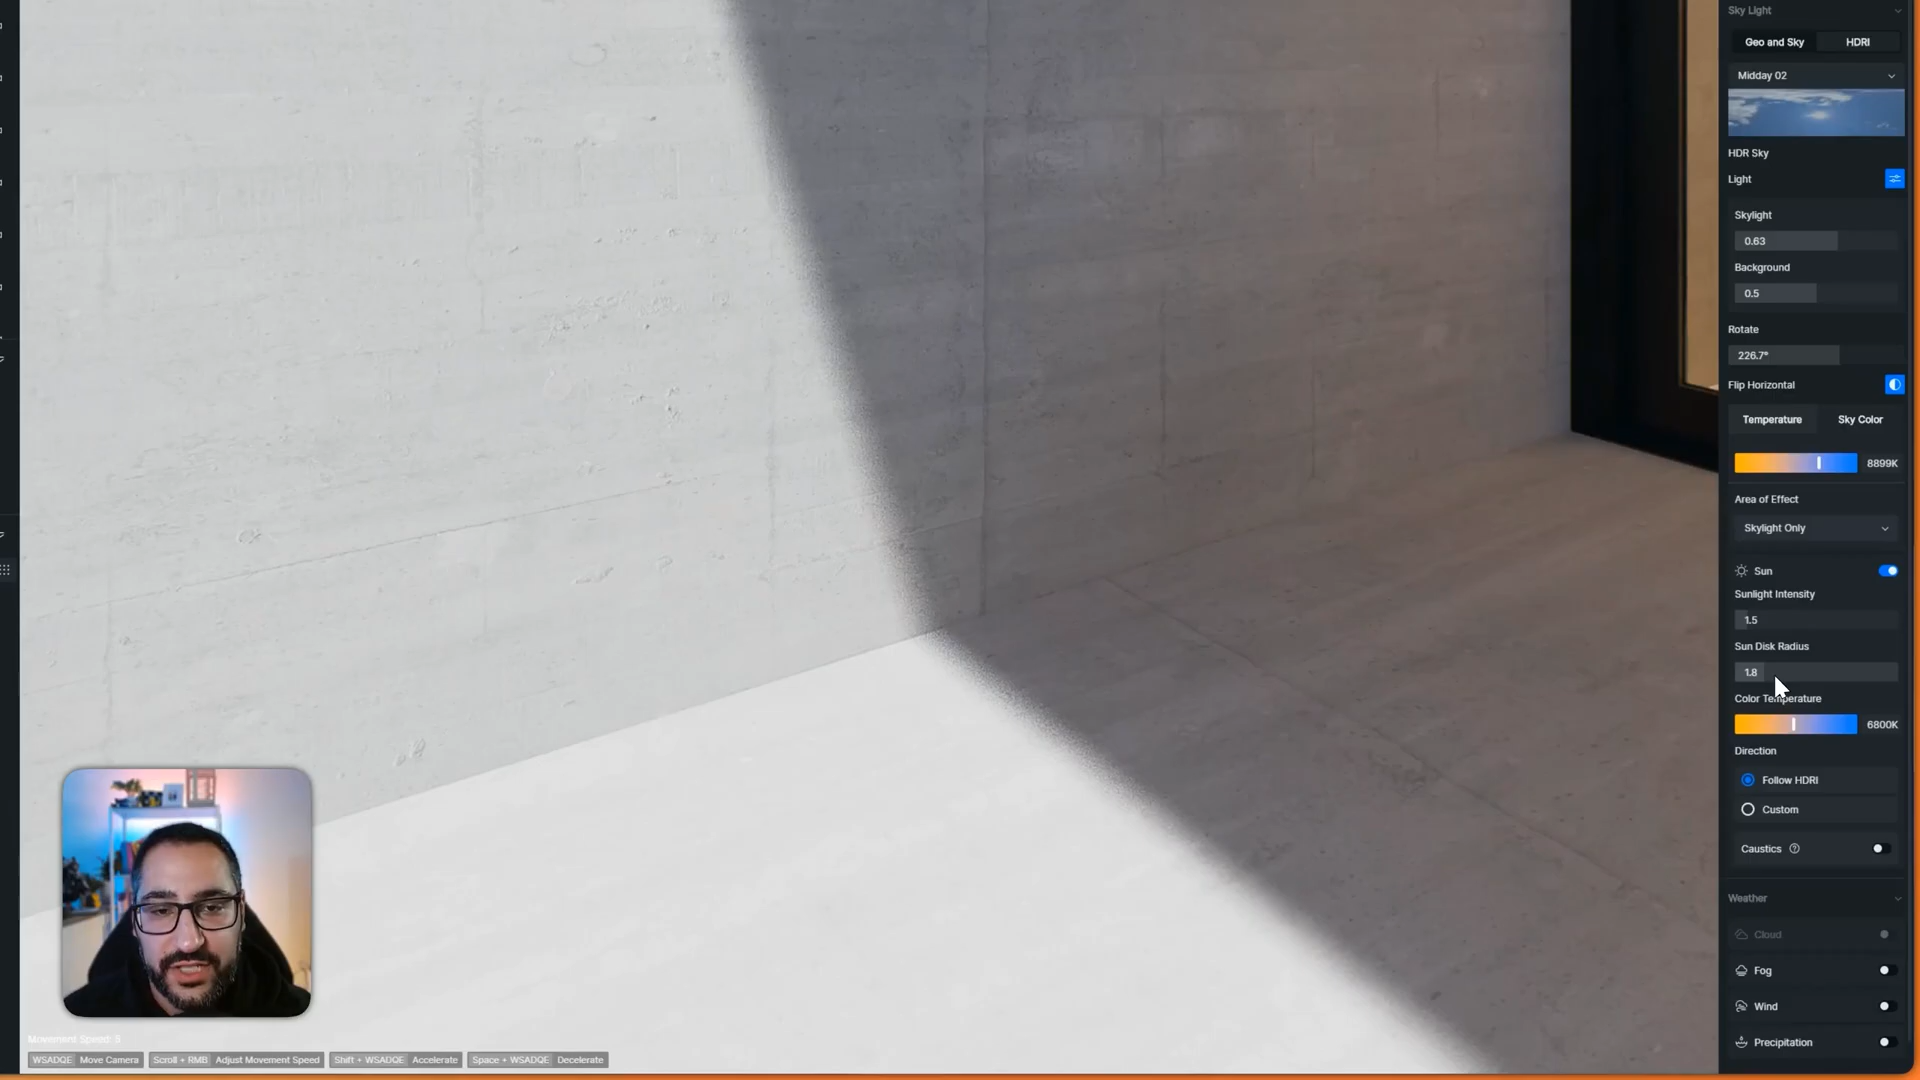 Sky Light
Geo and Sky HDRI
Midday 02
HDR Sky
Light
Skylight
0.63
Background
0.5
Rotate
226.7°
Flip Horizontal
Temperature Sky Color
8899K
Area of Effect
Skylight Only
Sun
Sunlight Intensity
1.5
Sun Disk Radius
1.8
Color Temperature
6800K
Direction
Follow HDRI
Custom
Caustics
Weather
Cloud
Fog
Wind
Precipitation
Movement Speed: 5
WSADQE Move Camera Scroll + RMB Adjust Movement Speed Shift + WSADQE Accelerate Space + WSADQE Decelerate